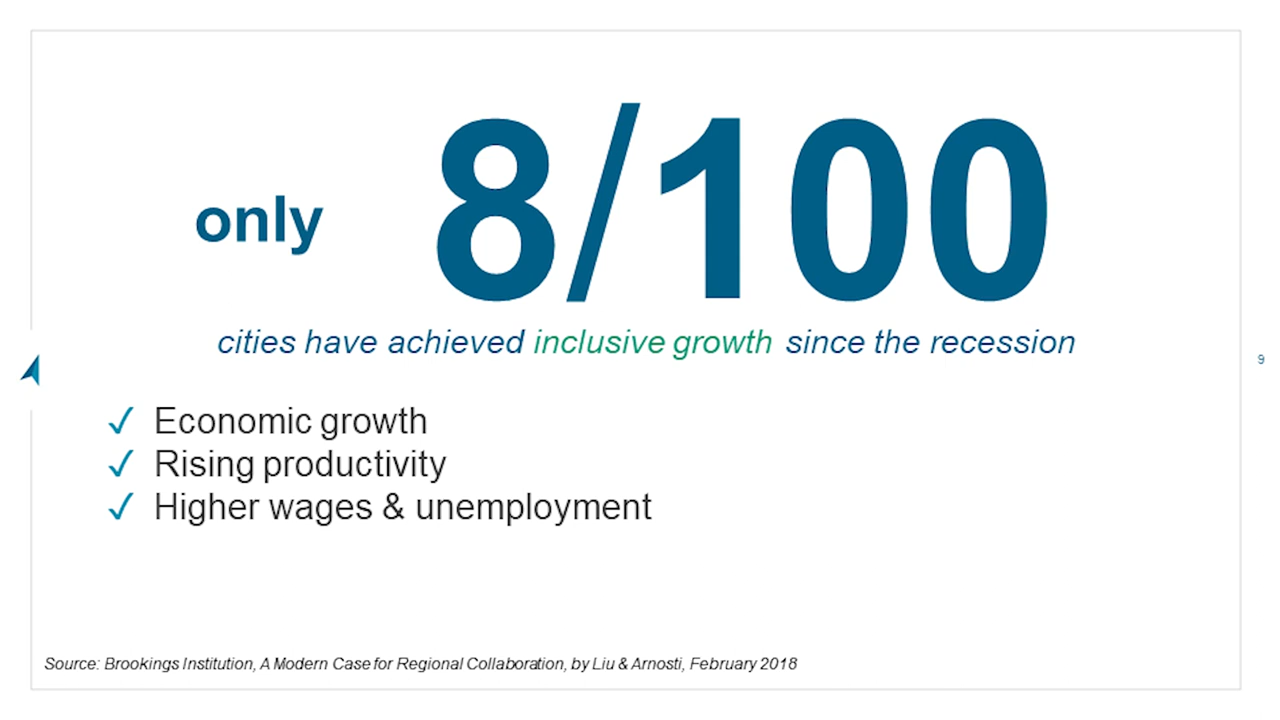 only 8/100
cities have achieved inclusive growth since the recession
9
✓ Economic growth
✓ Rising productivity
✓ Higher wages & unemployment
Source: Brookings Institution, A Modern Case for Regional Collaboration, by Liu & Arnosti, February 2018